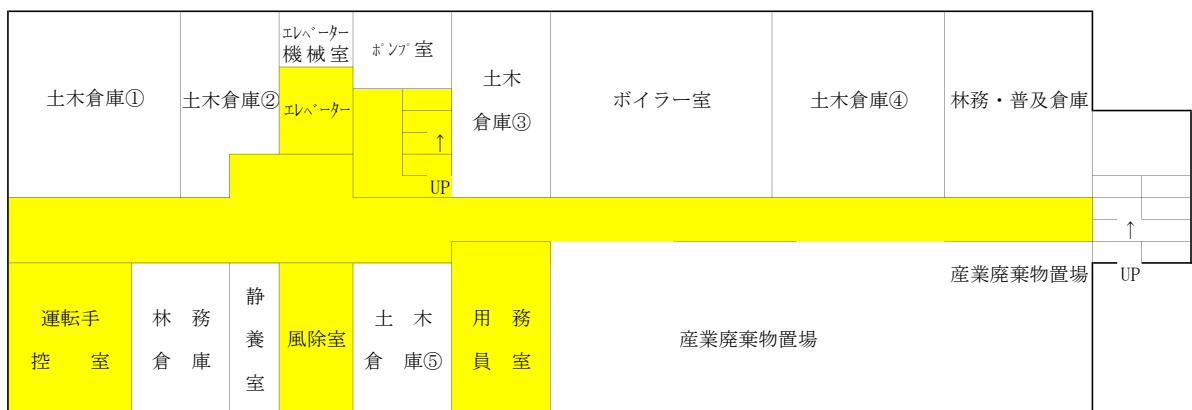 エレベーター
機械室
ポンプ室
土木倉庫①
土木倉庫②
エレベーター
土木
倉庫③
ボイラー室
土木倉庫④
林務・普及倉庫
↑
UP
↑
UP
産業廃棄物置場
運転手
控 室
林 務
倉 庫
静
養
室
風除室
土 木
倉 庫⑤
用 務
員 室
産業廃棄物置場